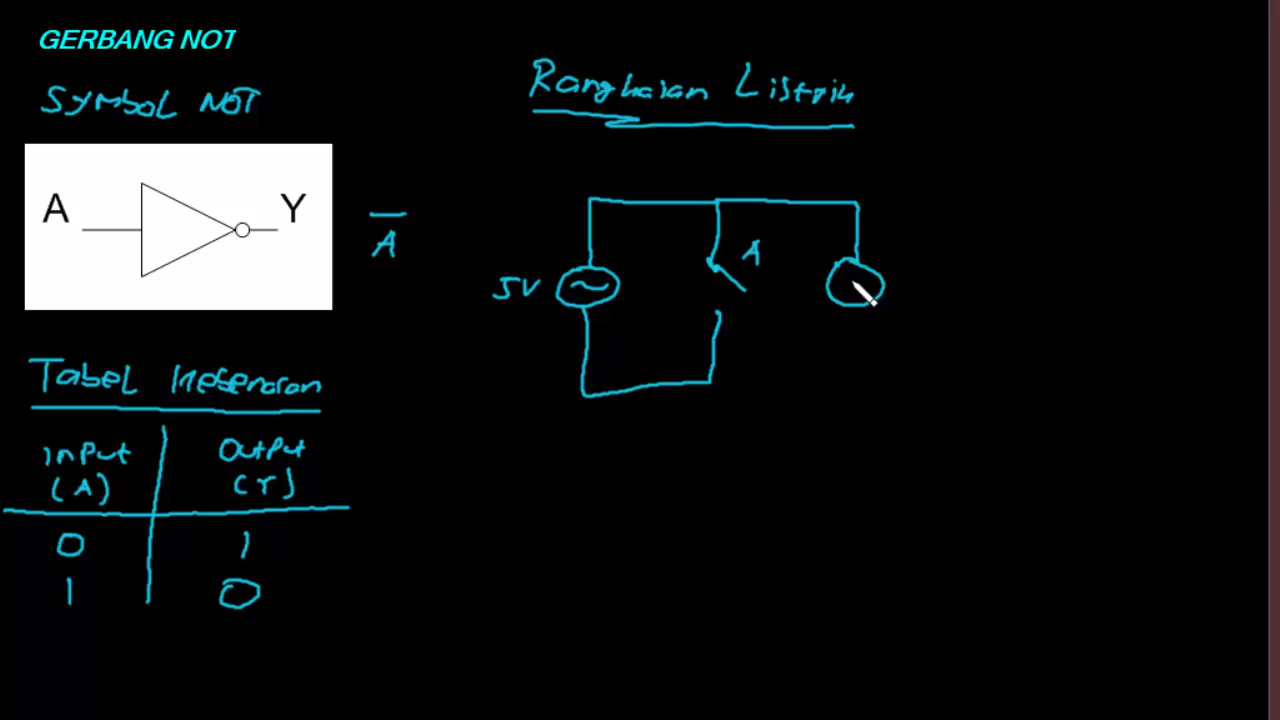 GERBANG NOT
SYMBOL NOT
A
Y
A
Tabel Kebenaran
Input
Output
(A)
(Y)
0
1
1
0
Rangkaian Listrik
5V
A